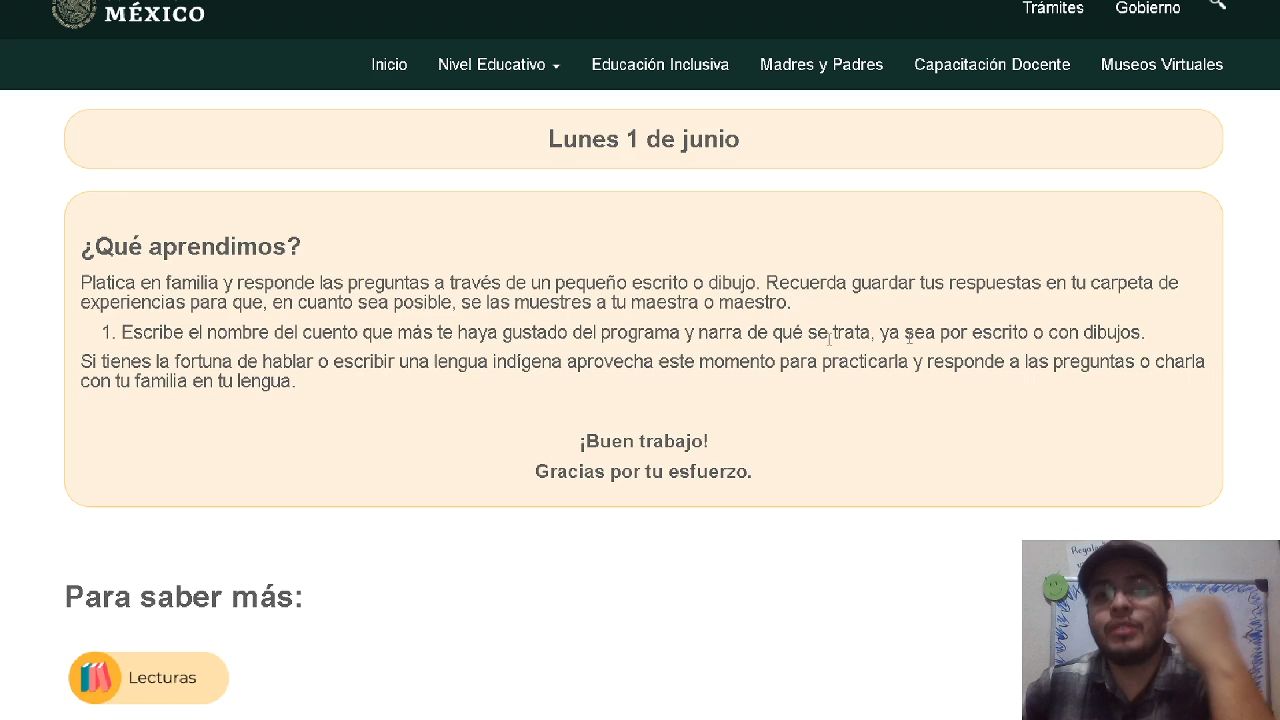 MÉXICO
Trámites Gobierno
Inicio Nivel Educativo Educación Inclusiva Madres y Padres Capacitación Docente Museos Virtuales
Lunes 1 de junio
¿Qué aprendimos?
Platica en familia y responde las preguntas a través de un pequeño escrito o dibujo. Recuerda guardar tus respuestas en tu carpeta de
experiencias para que, en cuanto sea posible, se las muestres a tu maestra o maestro.
1. Escribe el nombre del cuento que más te haya gustado del programa y narra de qué se trata, ya sea por escrito o con dibujos.
Si tienes la fortuna de hablar o escribir una lengua indígena aprovecha este momento para practicarla y responde a las preguntas o charla
con tu familia en tu lengua.
¡Buen trabajo!
Gracias por tu esfuerzo.
Para saber más:
Lecturas